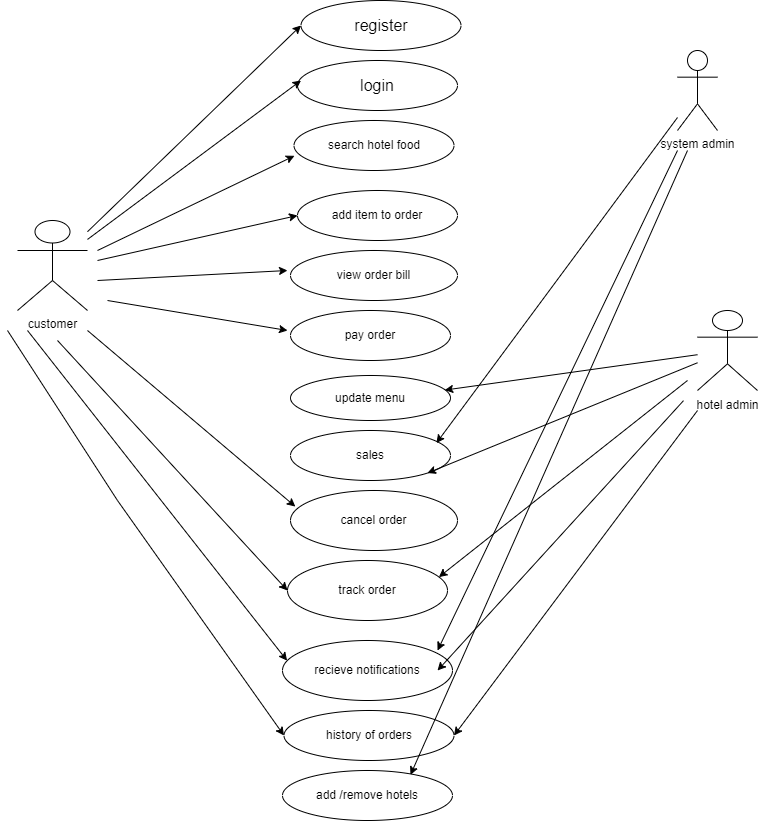 register
login
search hotel food
add item to order
view order bill
pay order
update menu
sales
cancel order
track order
recieve notifications
history of orders
add /remove hotels
customer
system admin
hotel admin